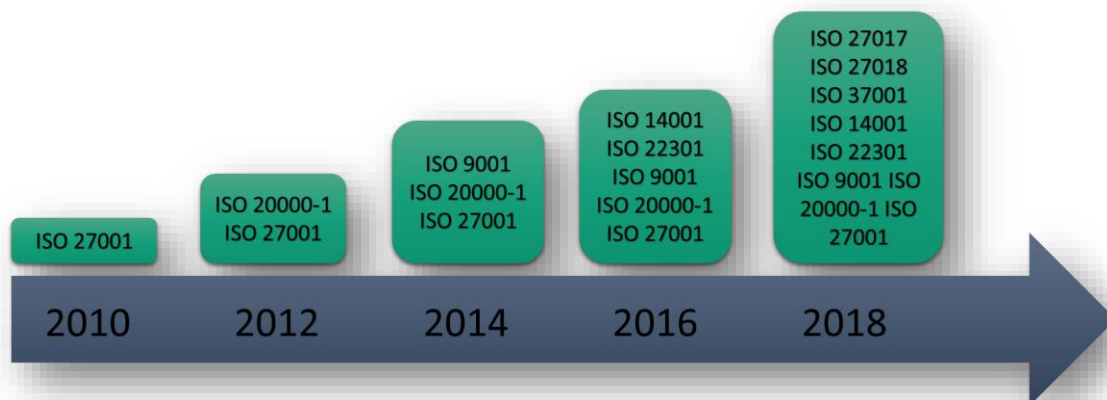 ISO 27001
2010
ISO 20000-1
ISO 27001
2012
ISO 9001
ISO 20000-1
ISO 27001
2014
ISO 14001
ISO 22301
ISO 9001
ISO 20000-1
ISO 27001
2016
ISO 27017
ISO 27018
ISO 37001
ISO 14001
ISO 22301
ISO 9001 ISO
20000-1 ISO
27001
2018